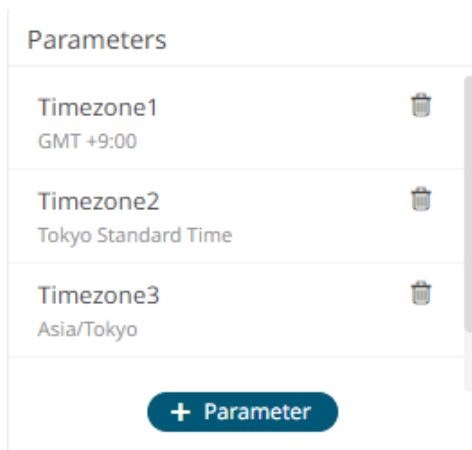 Parameters
Timezone1
GMT +9:00
Timezone2
Tokyo Standard Time
Timezone3
Asia/Tokyo
+ Parameter